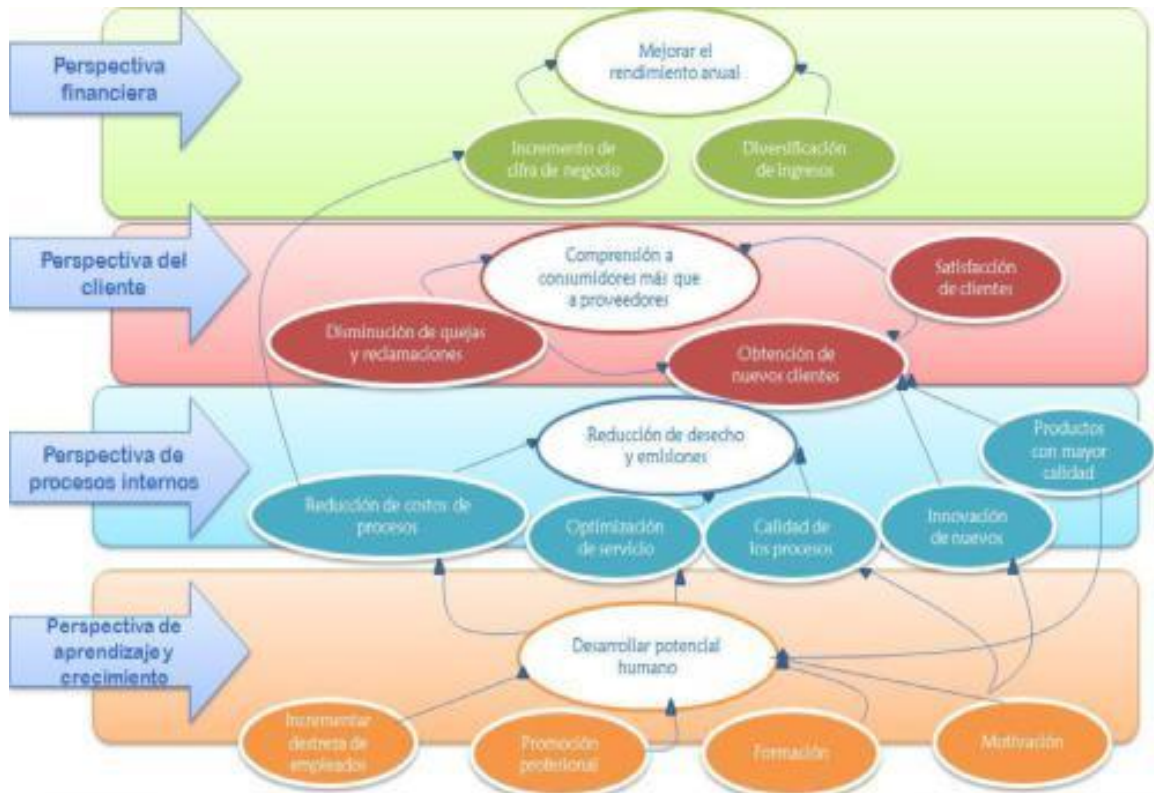 Perspectiva
financiera
Mejorar el
rendimiento anual
Incremento de
cifra de negocio
Diversificación
de ingresos
Perspectiva del
cliente
Comprensión a
consumidores más que
a proveedores
Satisfacción
de clientes
Disminución de quejas
y reclamaciones
Obtención de
nuevos clientes
Perspectiva de
procesos internos
Reducción de desecho
y emisiones
Productos
con mayor
calidad
Reducción de costos de
procesos
Optimización
de servicio
Calidad de
los procesos
Innovación
de nuevos
Perspectiva de
aprendizaje y
crecimiento
Desarrollar potencial
humano
Incrementar
destreza de
empleados
Promoción
profesional
Formación
Motivación